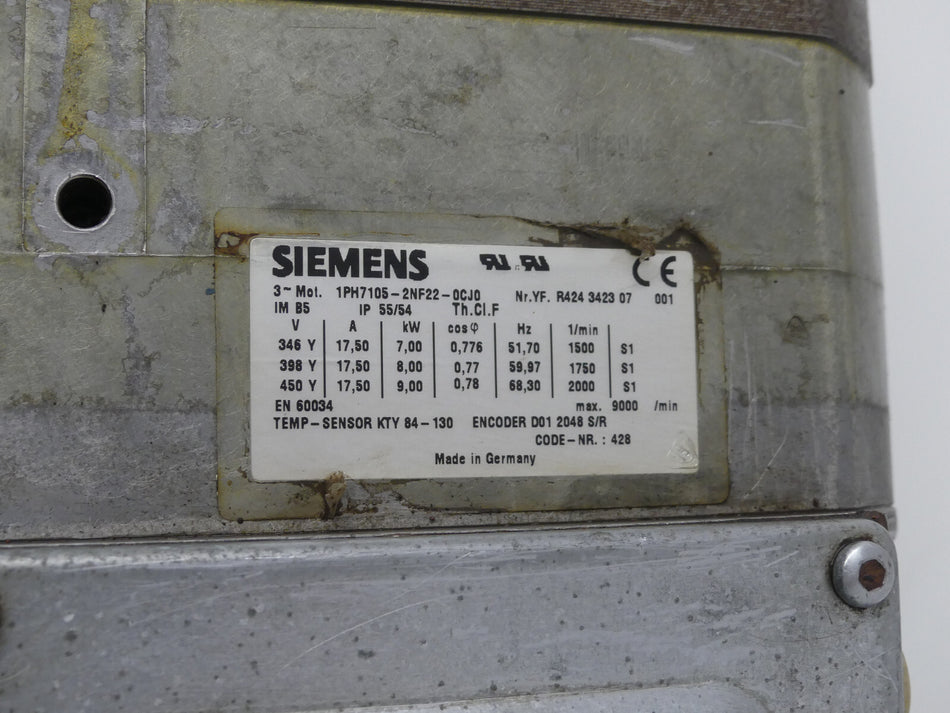 SIEMENS
3~ Mot. 1PH7105-2NF22-0CJ0 Nr.YF. R424 3423 07 001
IM B5 IP 55/54 Th.Cl.F
V A kW cosφ Hz 1/min
346 Y 17,50 7,00 0,776 51,70 1500 S1
398 Y 17,50 8,00 0,77 59,97 1750 S1
450 Y 17,50 9,00 0,78 68,30 2000 S1
EN 60034 max. 9000 /min
TEMP-SENSOR KTY 84-130 ENCODER D01 2048 S/R
CODE-NR. : 428
Made in Germany